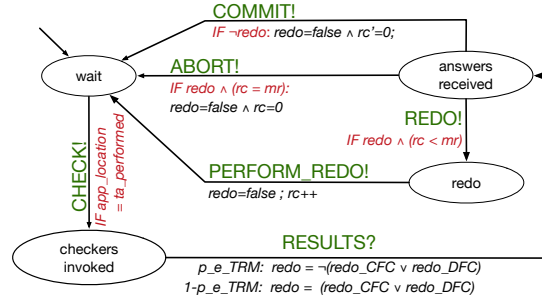 COMMIT!
IF ¬redo: redo=false ∧ rc'=0;
wait
ABORT!
IF redo ∧ (rc = mr):
redo=false ∧ rc=0
answers
received
REDO!
IF redo ∧ (rc < mr)
CHECK!
IF app_location
= ta_performed
PERFORM_REDO!
redo=false ; rc++
redo
checkers
invoked
RESULTS?
p_e_TRM: redo = ¬(redo_CFC ∨ redo_DFC)
1-p_e_TRM: redo = (redo_CFC ∨ redo_DFC)